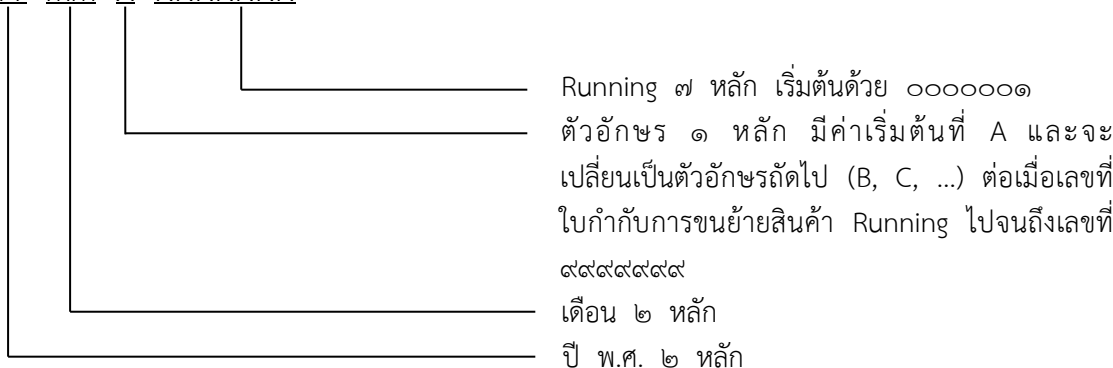 Running ๗ หลัก เริ่มต้นด้วย ๐๐๐๐๐๐๑
ตัวอักษร ๑ หลัก มีค่าเริ่มต้นที่ A และจะ
เปลี่ยนเป็นตัวอักษรถัดไป (B, C, ...) ต่อเมื่อเลขที่
ใบกำกับการขนย้ายสินค้า Running ไปจนถึงเลขที่
๙๙๙๙๙๙๙
เดือน ๒ หลัก
ปี พ.ศ. ๒ หลัก